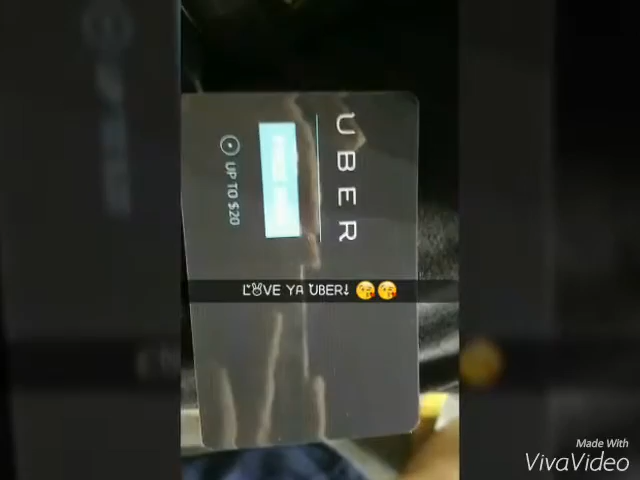 UBER
UP TO $20
LOVE YA UBER! 😘😘
Made With
VivaVideo